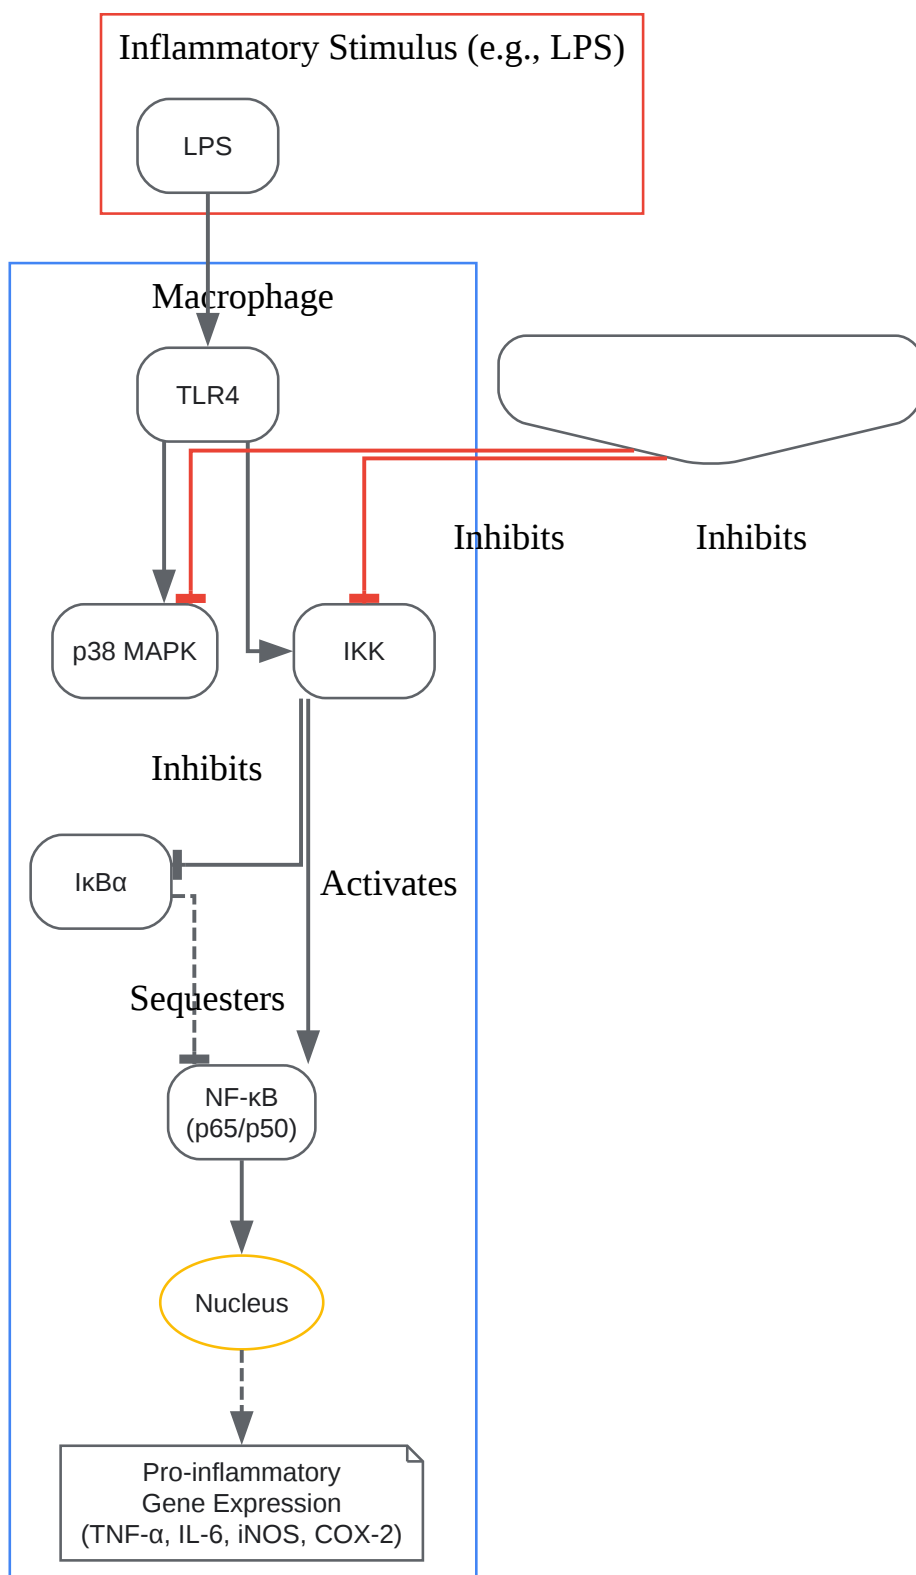 Inflammatory Stimulus (e.g., LPS)
LPS
Macrophage
TLR4
Inhibits
Inhibits
p38 MAPK
IKK
Inhibits
IκBα
Activates
Sequesters
NF-κB
(p65/p50)
Nucleus
Pro-inflammatory
Gene Expression
(TNF-α, IL-6, iNOS, COX-2)